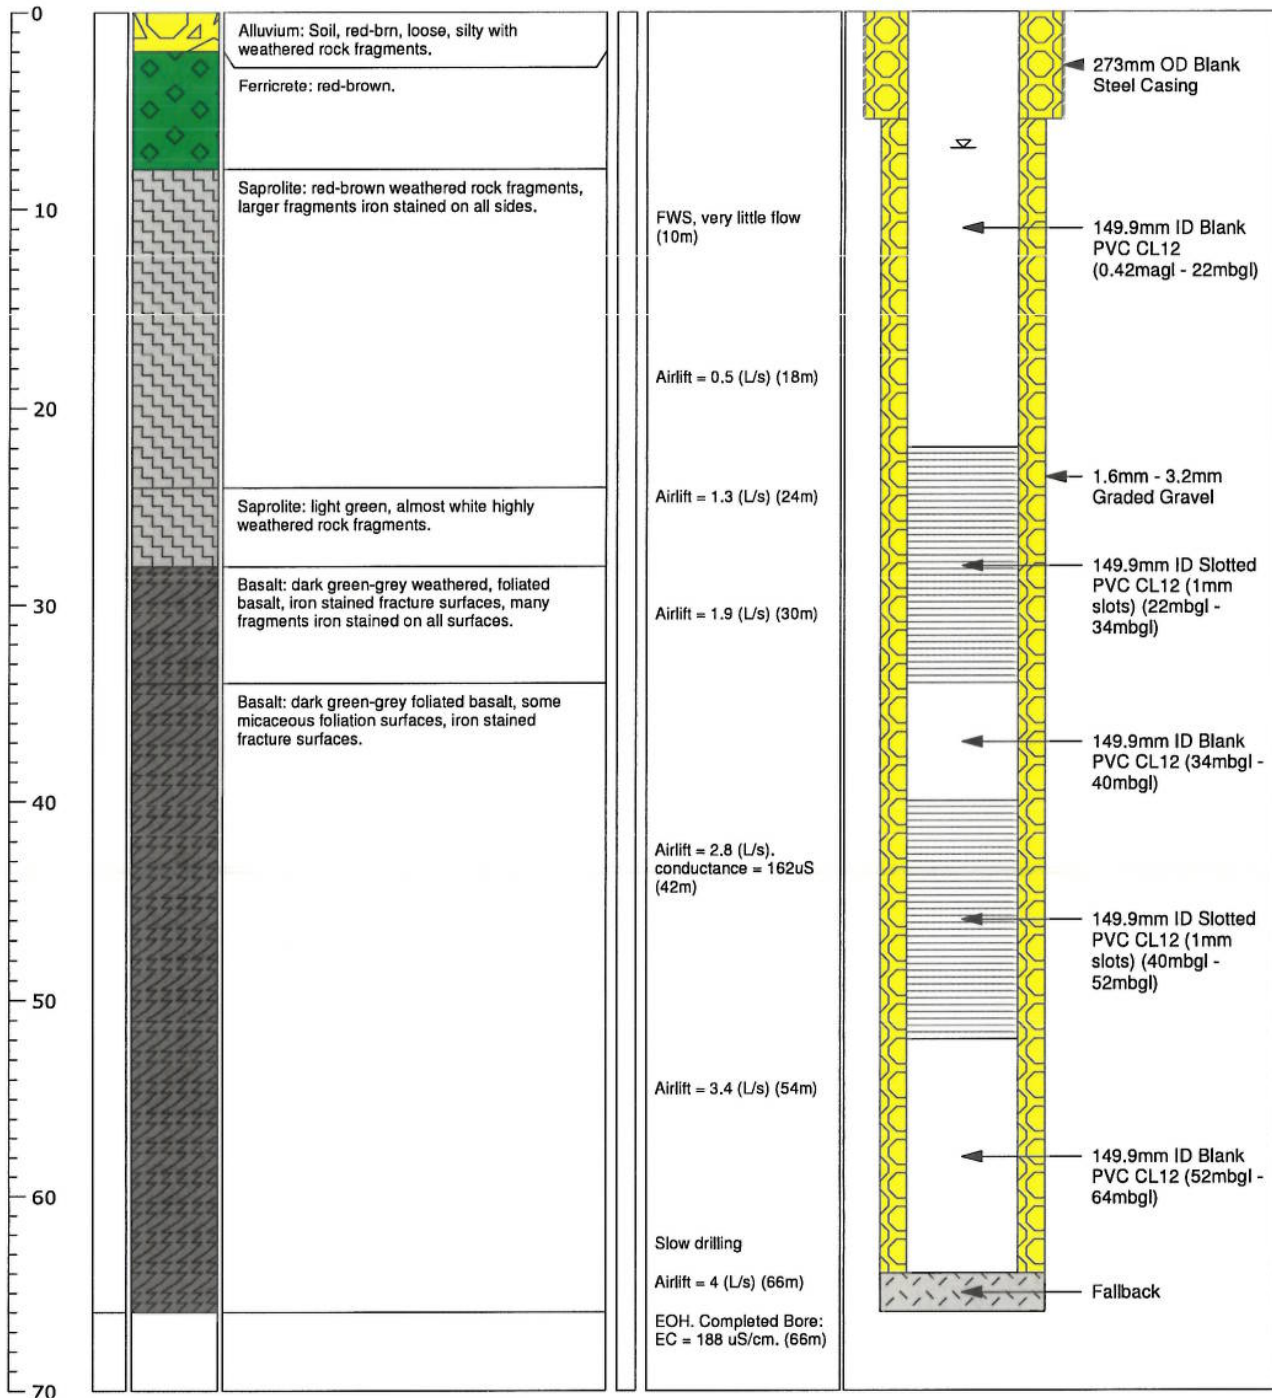 0
10
20
30
40
50
60
70
Alluvium: Soil, red-brn, loose, silty with
weathered rock fragments.
Ferricrete: red-brown.
Saprolite: red-brown weathered rock fragments,
larger fragments iron stained on all sides.
Saprolite: light green, almost white highly
weathered rock fragments.
Basalt: dark green-grey weathered, foliated
basalt, iron stained fracture surfaces, many
fragments iron stained on all surfaces.
Basalt: dark green-grey foliated basalt, some
micaceous foliation surfaces, iron stained
fracture surfaces.
FWS, very little flow
(10m)
Airlift = 0.5 (L/s) (18m)
Airlift = 1.3 (L/s) (24m)
Airlift = 1.9 (L/s) (30m)
Airlift = 2.8 (L/s).
conductance = 162uS
(42m)
Airlift = 3.4 (L/s) (54m)
Slow drilling
Airlift = 4 (L/s) (66m)
EOH. Completed Bore:
EC = 188 uS/cm. (66m)
273mm OD Blank
Steel Casing
149.9mm ID Blank
PVC CL12
(0.42magl - 22mbgl)
1.6mm - 3.2mm
Graded Gravel
149.9mm ID Slotted
PVC CL12 (1mm
slots) (22mbgl -
34mbgl)
149.9mm ID Blank
PVC CL12 (34mbgl -
40mbgl)
149.9mm ID Slotted
PVC CL12 (1mm
slots) (40mbgl -
52mbgl)
149.9mm ID Blank
PVC CL12 (52mbgl -
64mbgl)
Fallback